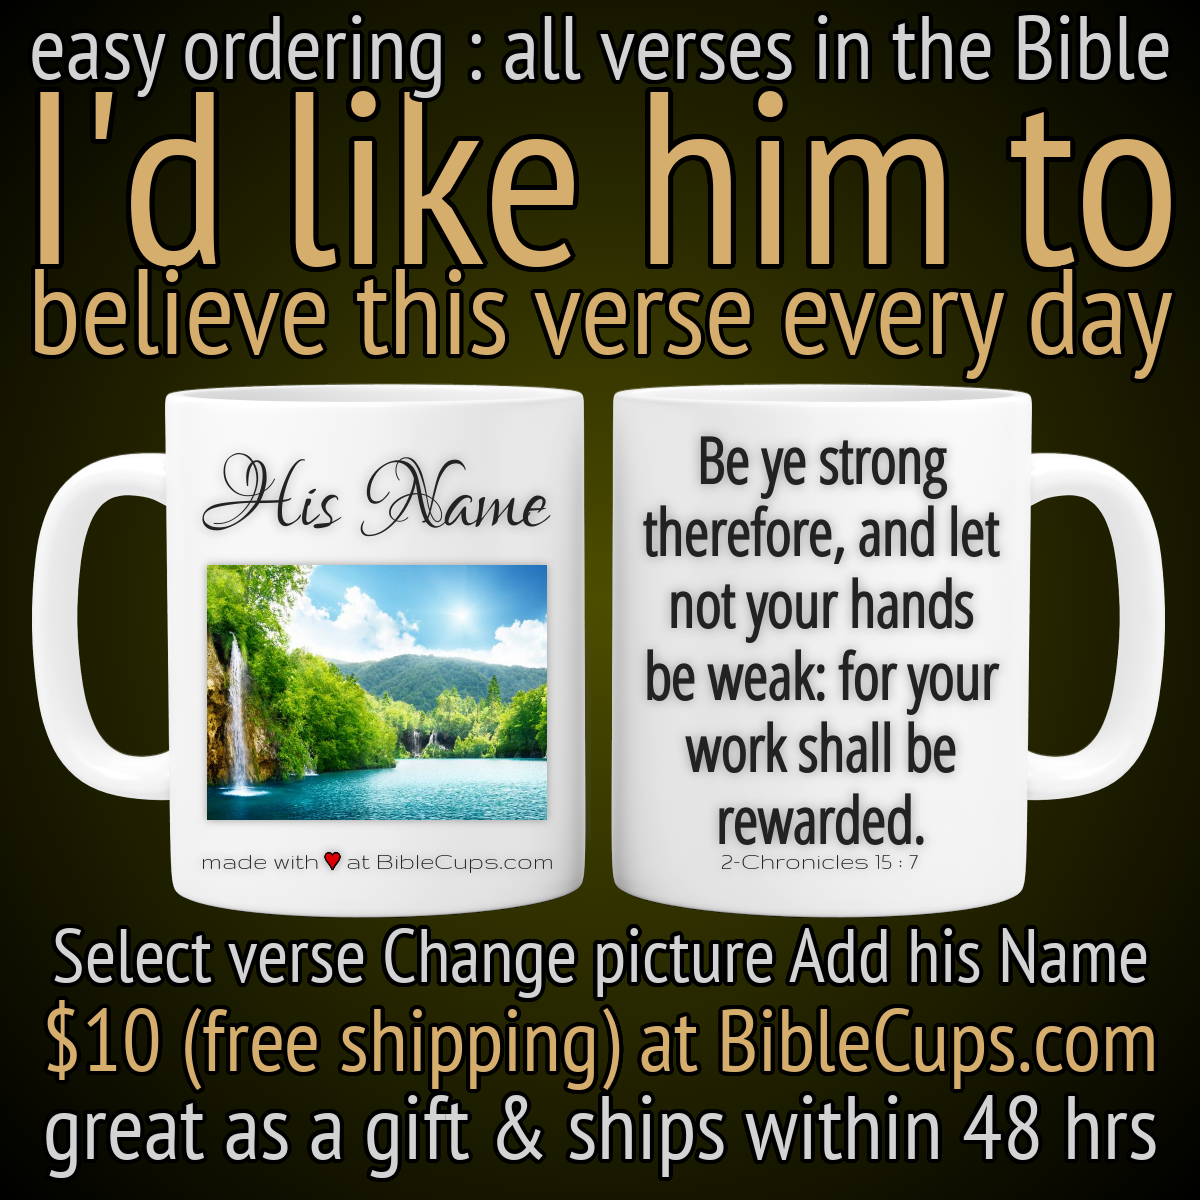 easy ordering : all verses in the Bible
I'd like him to
believe this verse every day
His Name
made with ♥ at BibleCups.com
Be ye strong
therefore, and let
not your hands
be weak: for your
work shall be
rewarded.
2-Chronicles 15 : 7
Select verse Change picture Add his Name
$10 (free shipping) at BibleCups.com
great as a gift & ships within 48 hrs